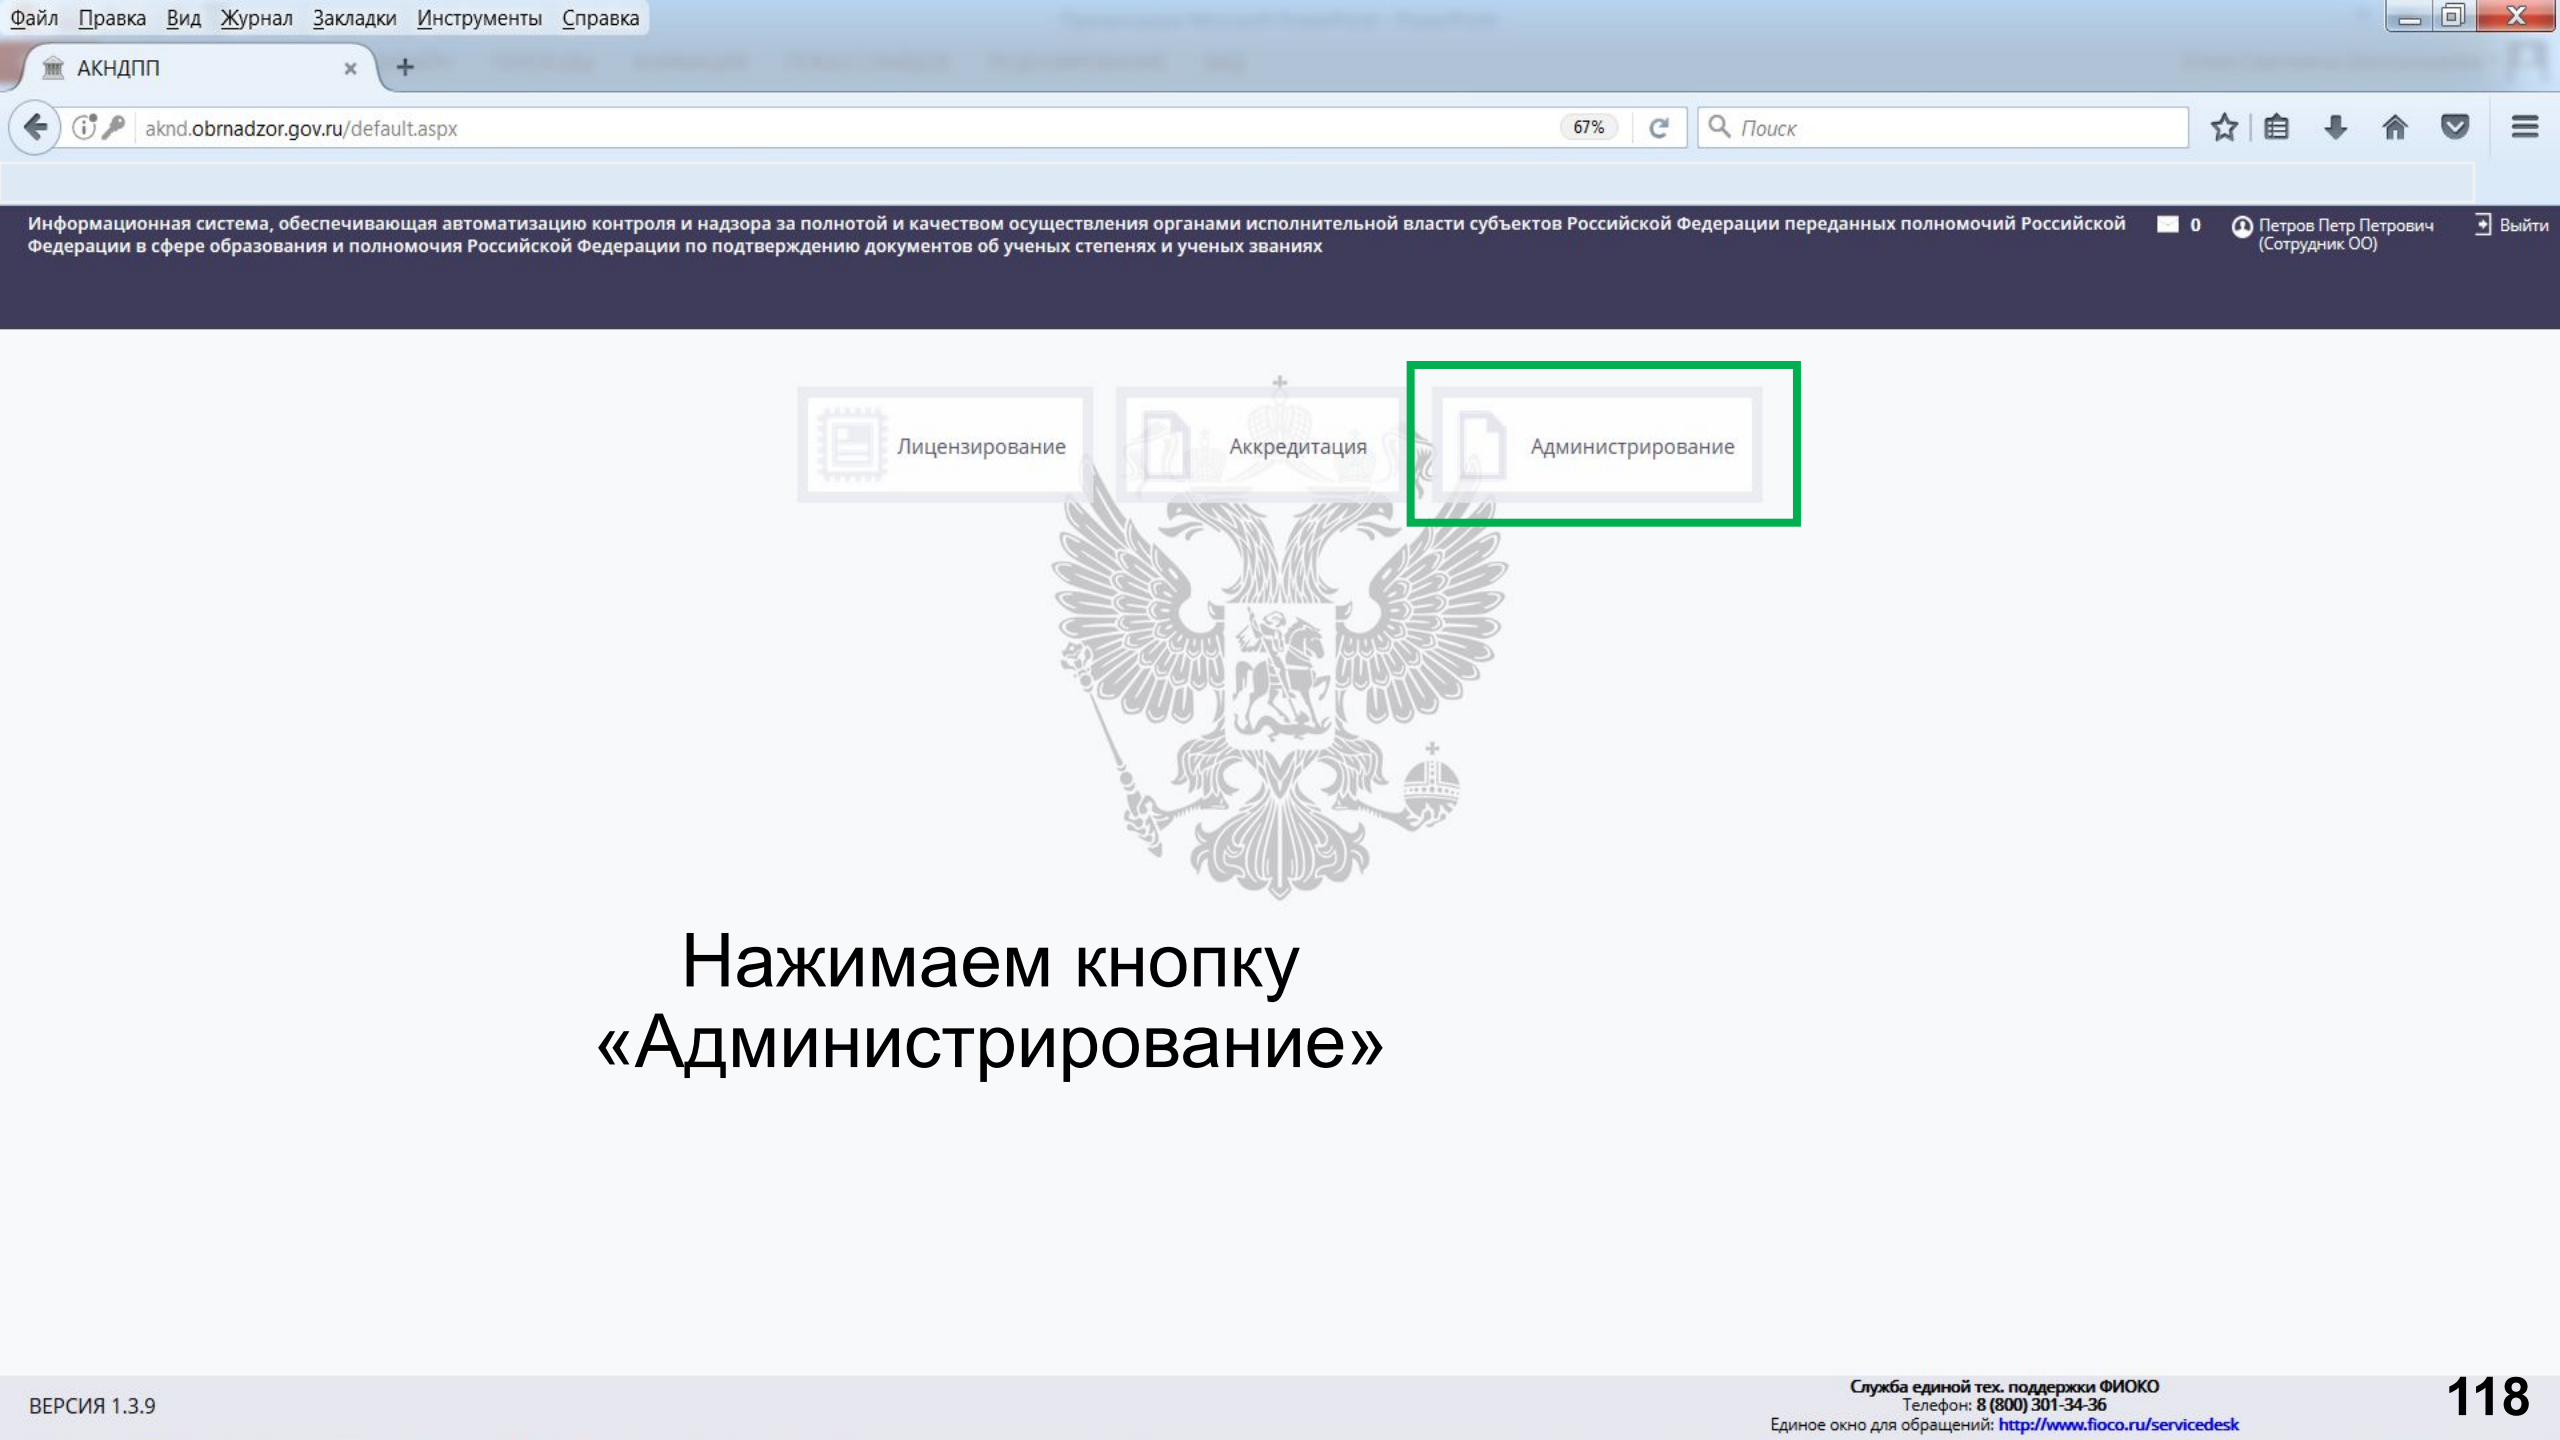 Файл Правка Вид Журнал Закладки Инструменты Справка
АКНДПП
aknd.obrnadzor.gov.ru/default.aspx 67% Поиск
Информационная система, обеспечивающая автоматизацию контроля и надзора за полнотой и качеством осуществления органами исполнительной власти субъектов Российской Федерации переданных полномочий Российской
Федерации в сфере образования и полномочия Российской Федерации по подтверждению документов об ученых степенях и ученых званиях
0
Петров Петр Петрович
(Сотрудник ОО)
Выйти
Лицензирование
Аккредитация
Администрирование
Нажимаем кнопку
«Администрирование»
ВЕРСИЯ 1.3.9
Служба единой тех. поддержки ФИОКО
Телефон: 8 (800) 301-34-36
Единое окно для обращений: http://www.fioco.ru/servicedesk
118